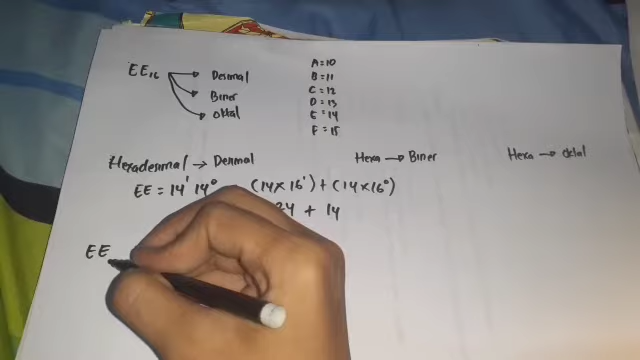 EE₁₆ → Desimal
Biner
oktal
A = 10
B = 11
C = 12
D = 13
E = 14
F = 15
Hexadesimal → Desimal
EE = 14¹ 14⁰
(14 × 16¹) + (14 × 16⁰)
24 + 14
EE
Hexa → Biner
Hexa → oktal